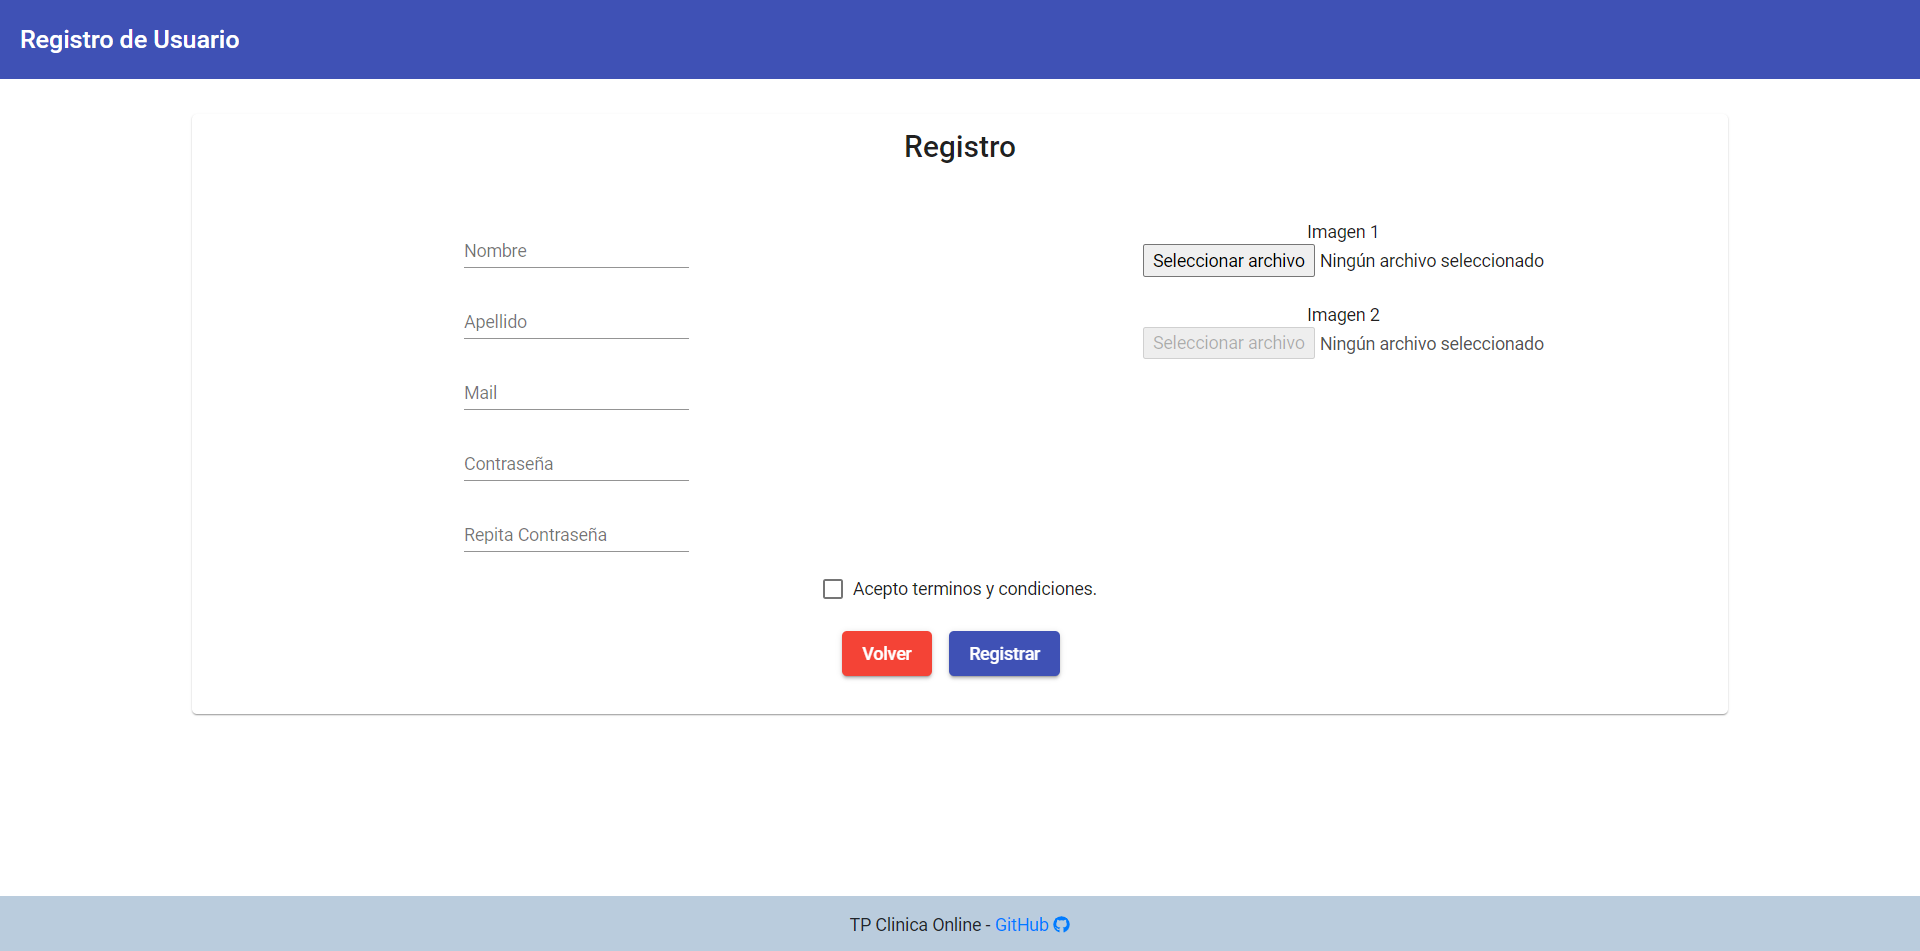 Registro de Usuario
Registro
Nombre
Apellido
Mail
Contraseña
Repita Contraseña
Imagen 1
Seleccionar archivo Ningún archivo seleccionado
Imagen 2
Seleccionar archivo Ningún archivo seleccionado
Acepto terminos y condiciones.
Volver Registrar
TP Clinica Online - GitHub